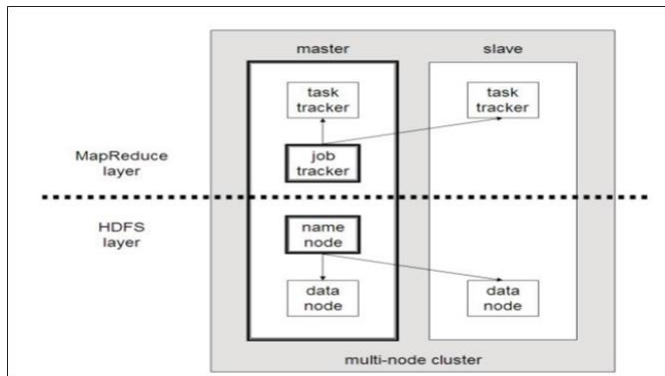 master
slave
task
tracker
task
tracker
MapReduce
layer
job
tracker
HDFS
layer
name
node
data
node
data
node
multi-node cluster